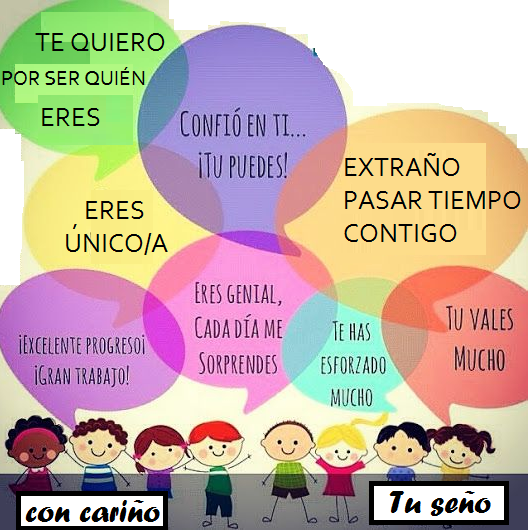 TE QUIERO
POR SER QUIÉN
ERES
CONFIÓ EN TI...
¡TU PUEDES!
EXTRAÑO
PASAR TIEMPO
CONTIGO
ERES
ÚNICO/A
ERES GENIAL,
CADA DÍA ME
SORPRENDES
¡EXCELENTE PROGRESO¡
¡GRAN TRABAJO!
TE HAS
ESFORZADO
MUCHO
TU VALES
MUCHO
con cariño
Tu seño